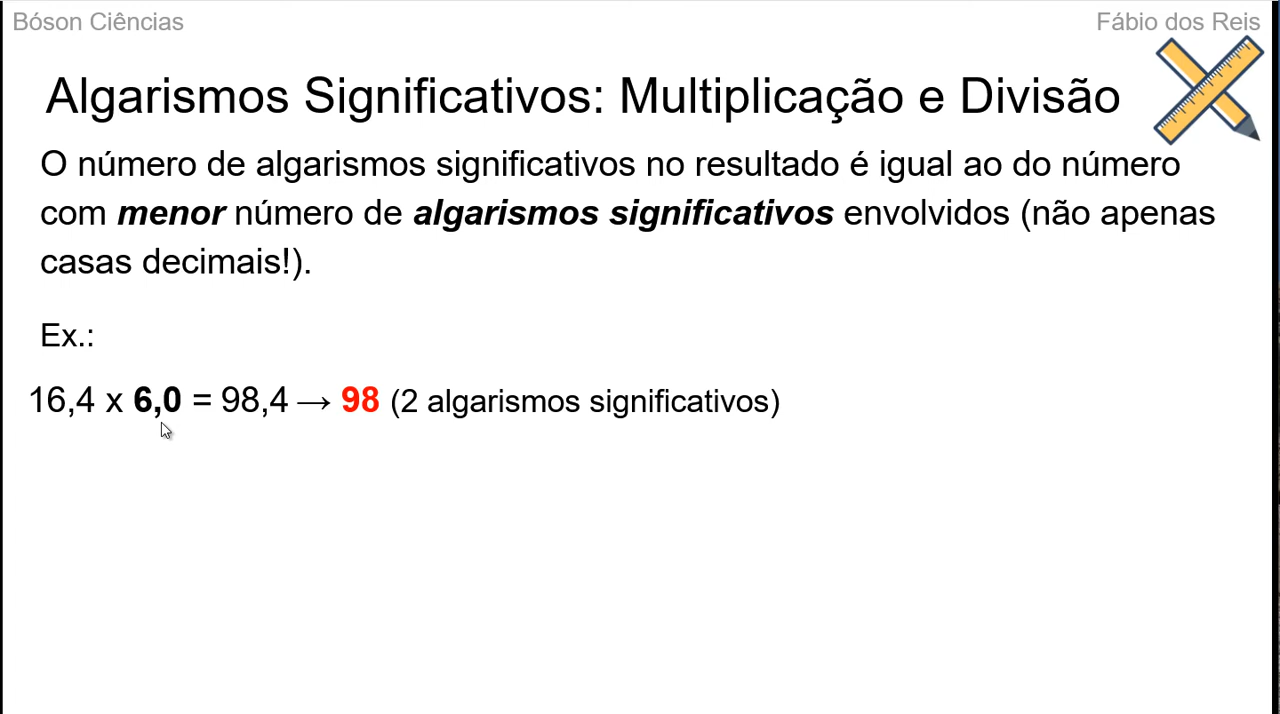 Bóson Ciências
Fábio dos Reis
Algarismos Significativos: Multiplicação e Divisão
O número de algarismos significativos no resultado é igual ao do número
com menor número de algarismos significativos envolvidos (não apenas
casas decimais!).
Ex.:
16,4 x 6,0 = 98,4 → 98 (2 algarismos significativos)